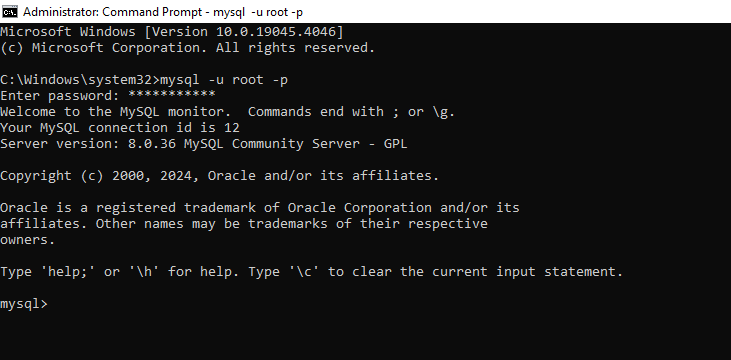 Administrator: Command Prompt - mysql  -u root -p
Microsoft Windows [Version 10.0.19045.4046]
(c) Microsoft Corporation. All rights reserved.
C:\Windows\system32>mysql -u root -p
Enter password: ***********
Welcome to the MySQL monitor.  Commands end with ; or \g.
Your MySQL connection id is 12
Server version: 8.0.36 MySQL Community Server - GPL
Copyright (c) 2000, 2024, Oracle and/or its affiliates.
Oracle is a registered trademark of Oracle Corporation and/or its
affiliates. Other names may be trademarks of their respective
owners.
Type 'help;' or '\h' for help. Type '\c' to clear the current input statement.
mysql>